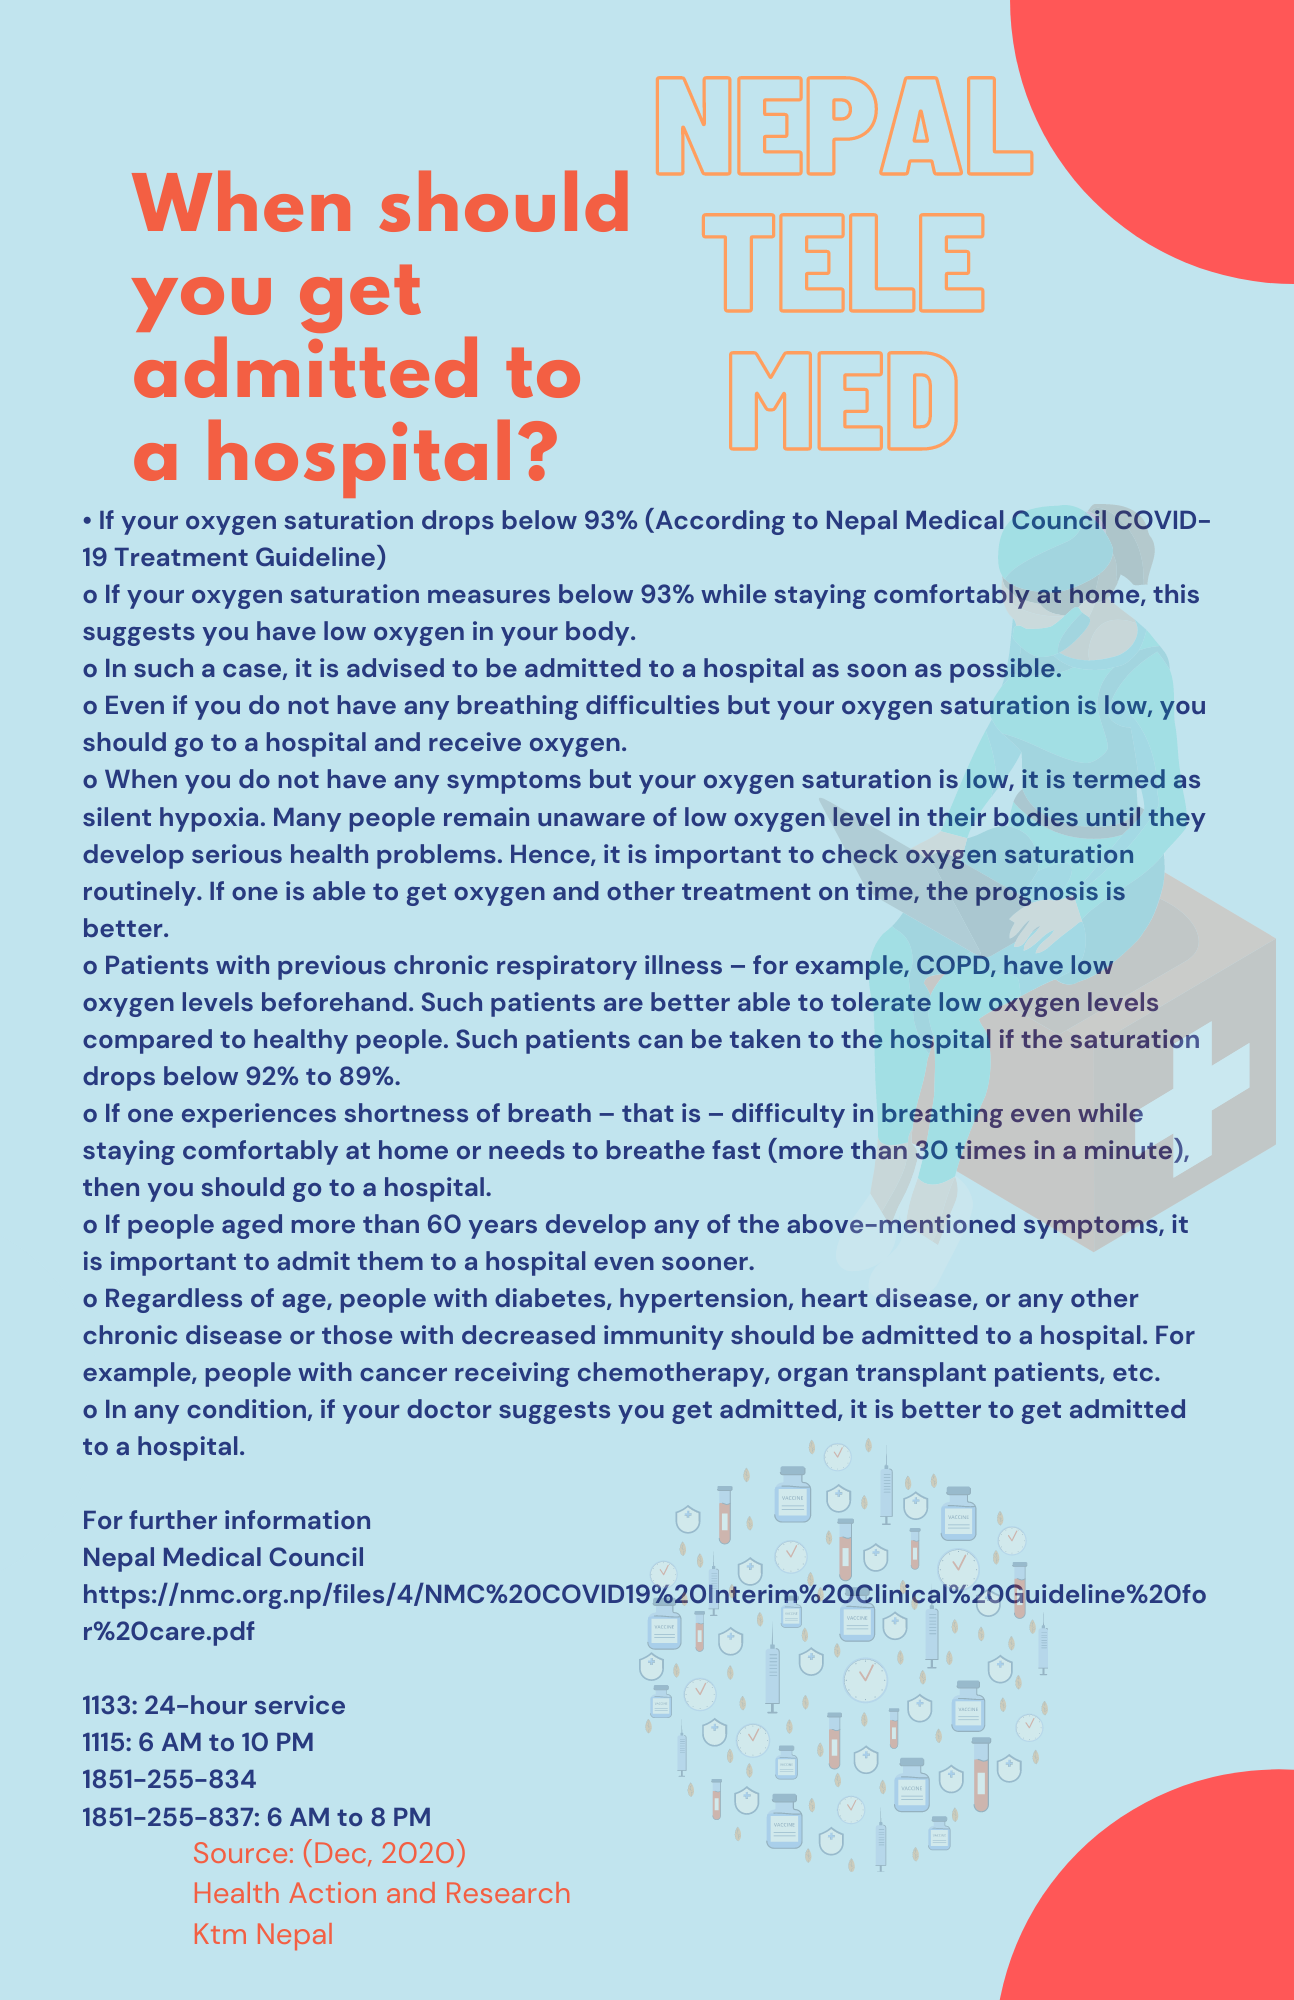 NEPAL
TELE
MED
When should
you get
admitted to
a hospital?
• If your oxygen saturation drops below 93% (According to Nepal Medical Council COVID-
19 Treatment Guideline)
o If your oxygen saturation measures below 93% while staying comfortably at home, this
suggests you have low oxygen in your body.
o In such a case, it is advised to be admitted to a hospital as soon as possible.
o Even if you do not have any breathing difficulties but your oxygen saturation is low, you
should go to a hospital and receive oxygen.
o When you do not have any symptoms but your oxygen saturation is low, it is termed as
silent hypoxia. Many people remain unaware of low oxygen level in their bodies until they
develop serious health problems. Hence, it is important to check oxygen saturation
routinely. If one is able to get oxygen and other treatment on time, the prognosis is
better.
o Patients with previous chronic respiratory illness – for example, COPD, have low
oxygen levels beforehand. Such patients are better able to tolerate low oxygen levels
compared to healthy people. Such patients can be taken to the hospital if the saturation
drops below 92% to 89%.
o If one experiences shortness of breath – that is – difficulty in breathing even while
staying comfortably at home or needs to breathe fast (more than 30 times in a minute),
then you should go to a hospital.
o If people aged more than 60 years develop any of the above-mentioned symptoms, it
is important to admit them to a hospital even sooner.
o Regardless of age, people with diabetes, hypertension, heart disease, or any other
chronic disease or those with decreased immunity should be admitted to a hospital. For
example, people with cancer receiving chemotherapy, organ transplant patients, etc.
o In any condition, if your doctor suggests you get admitted, it is better to get admitted
to a hospital.
For further information
Nepal Medical Council
https://nmc.org.np/files/4/NMC%20COVID19%20Interim%20Clinical%20Guideline%20fo
r%20care.pdf
1133: 24-hour service
1115: 6 AM to 10 PM
1851-255-834
1851-255-837: 6 AM to 8 PM
Source: (Dec, 2020)
Health Action and Research
Ktm Nepal
VACCINE
VACCINE
VACCINE
VACCINE
VACCINE
VACCINE
VACCINE